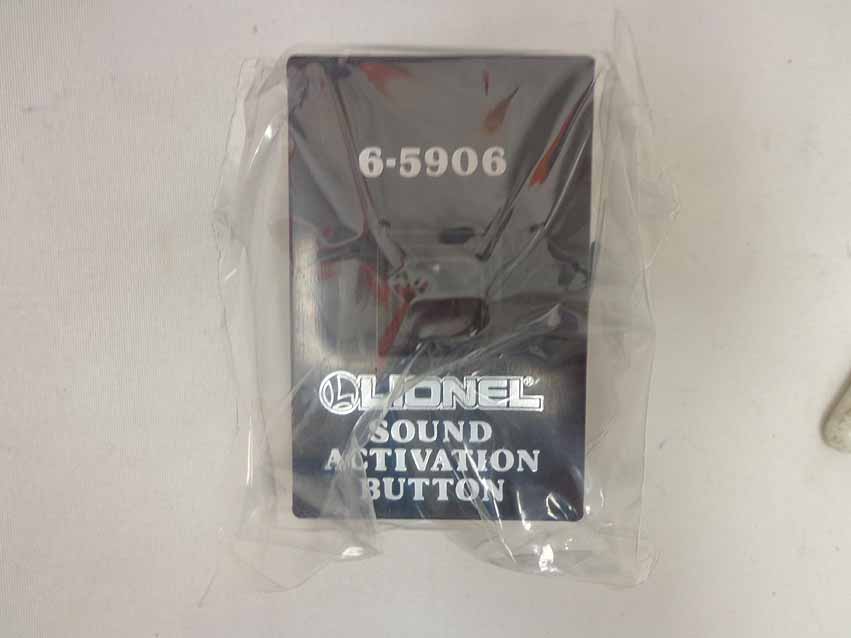 6-5906
LIONEL®
SOUND
ACTIVATION
BUTTON